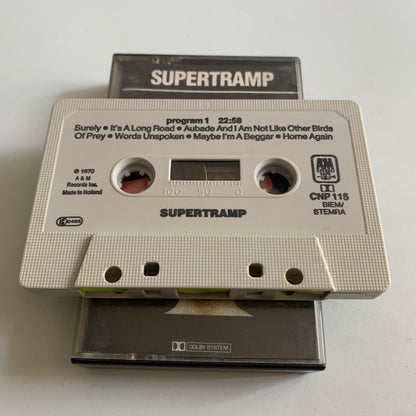 SUPERTRAMP
program 1 22:58
Surely • It's A Long Road • Aubade And I Am Not Like Other Birds
Of Prey • Words Unspoken • Maybe I'm A Beggar • Home Again
℗ 1970
A & M
Records Inc.
Made in Holland
100 50 0
A&M
CNP 115
BIEM/
STEMRA
SUPERTRAMP
DOLBY SYSTEM